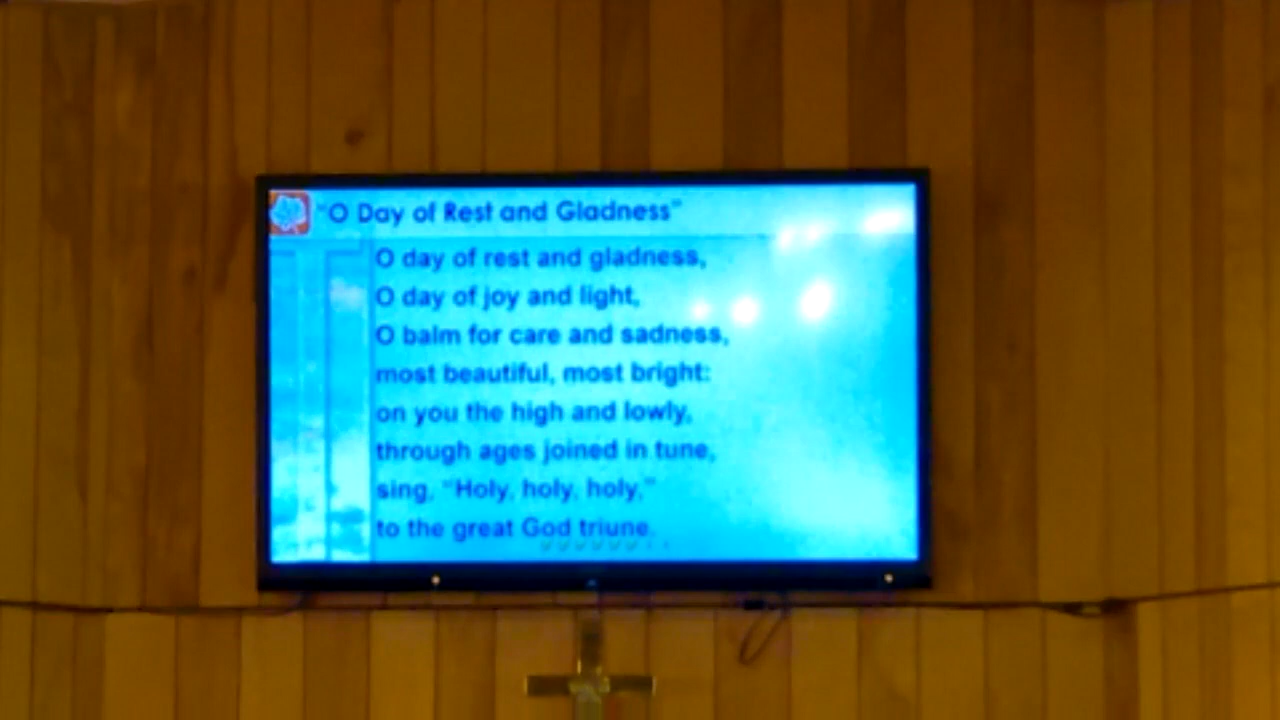 "O Day of Rest and Gladness"
O day of rest and gladness,
O day of joy and light,
O balm for care and sadness,
most beautiful, most bright:
on you the high and lowly,
through ages joined in tune,
sing, "Holy, holy, holy,"
to the great God triune.